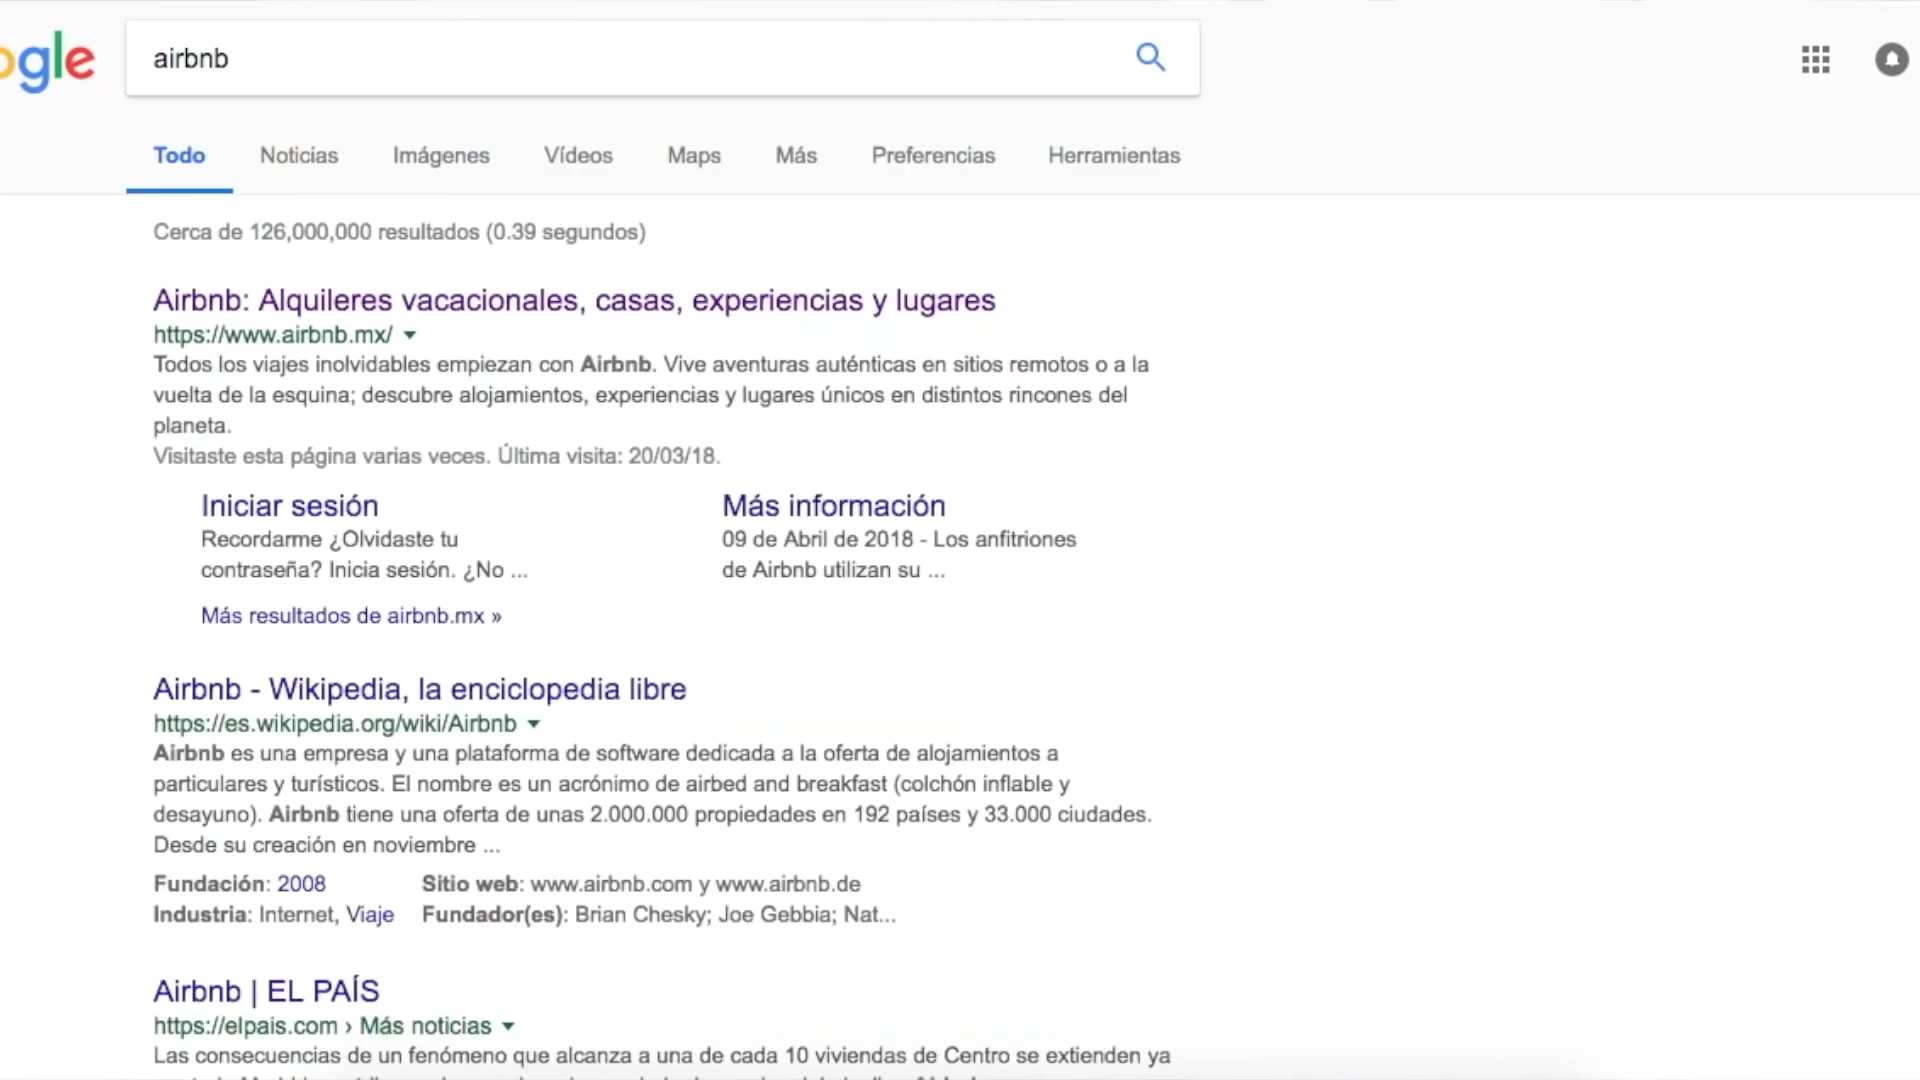 ogle
airbnb
Todo Noticias Imágenes Vídeos Maps Más Preferencias Herramientas
Cerca de 126,000,000 resultados (0.39 segundos)
Airbnb: Alquileres vacacionales, casas, experiencias y lugares
https://www.airbnb.mx/
Todos los viajes inolvidables empiezan con Airbnb. Vive aventuras auténticas en sitios remotos o a la
vuelta de la esquina; descubre alojamientos, experiencias y lugares únicos en distintos rincones del
planeta.
Visitaste esta página varias veces. Última visita: 20/03/18.
Iniciar sesión
Recordarme ¿Olvidaste tu
contraseña? Inicia sesión. ¿No ...
Más información
09 de Abril de 2018 - Los anfitriones
de Airbnb utilizan su ...
Más resultados de airbnb.mx »
Airbnb - Wikipedia, la enciclopedia libre
https://es.wikipedia.org/wiki/Airbnb
Airbnb es una empresa y una plataforma de software dedicada a la oferta de alojamientos a
particulares y turísticos. El nombre es un acrónimo de airbed and breakfast (colchón inflable y
desayuno). Airbnb tiene una oferta de unas 2.000.000 propiedades en 192 países y 33.000 ciudades.
Desde su creación en noviembre ...
Fundación: 2008 Sitio web: www.airbnb.com y www.airbnb.de
Industria: Internet, Viaje Fundador(es): Brian Chesky; Joe Gebbia; Nat...
Airbnb | EL PAÍS
https://elpais.com › Más noticias
Las consecuencias de un fenómeno que alcanza a una de cada 10 viviendas de Centro se extienden ya